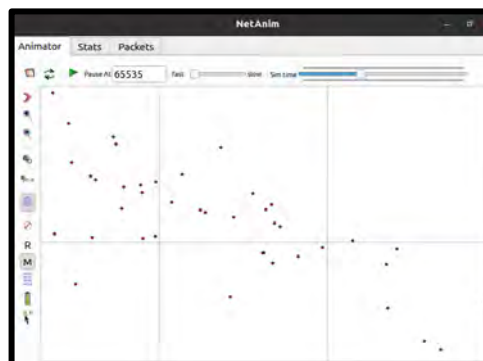 NetAnim
Animator Stats Packets
Pause At 65535 fast slow Sim time
R
M